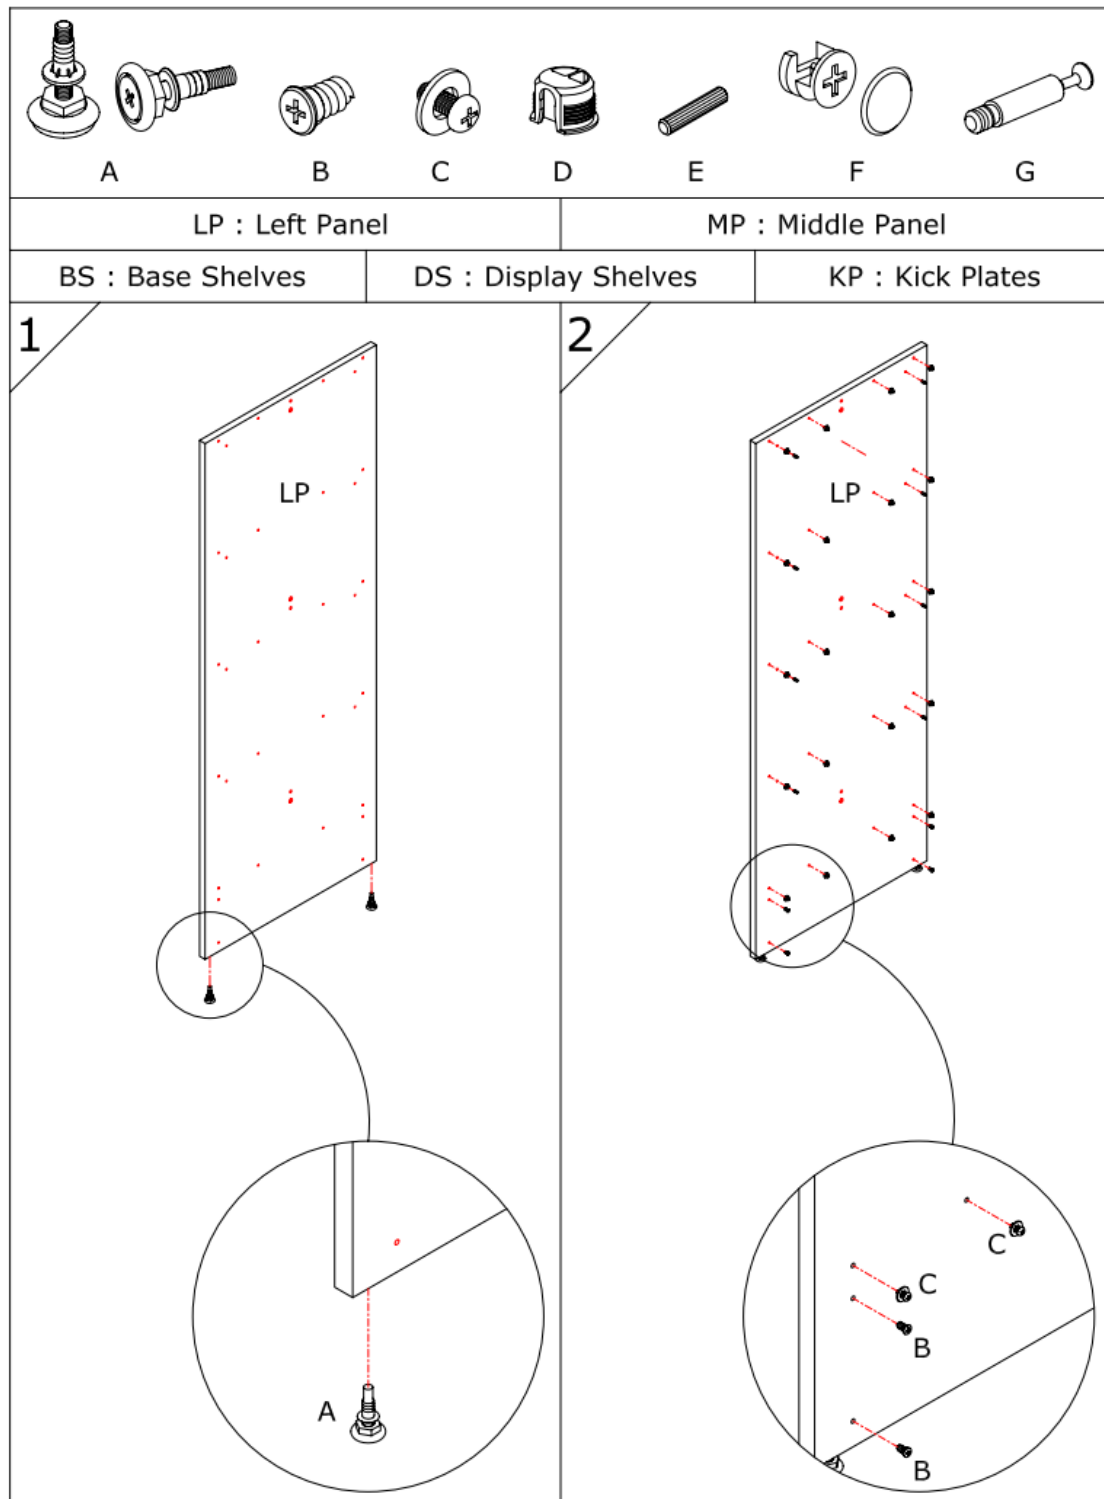 A B C D E F G
LP : Left Panel MP : Middle Panel
BS : Base Shelves DS : Display Shelves KP : Kick Plates
1 2
LP LP
C
C
B
A
B